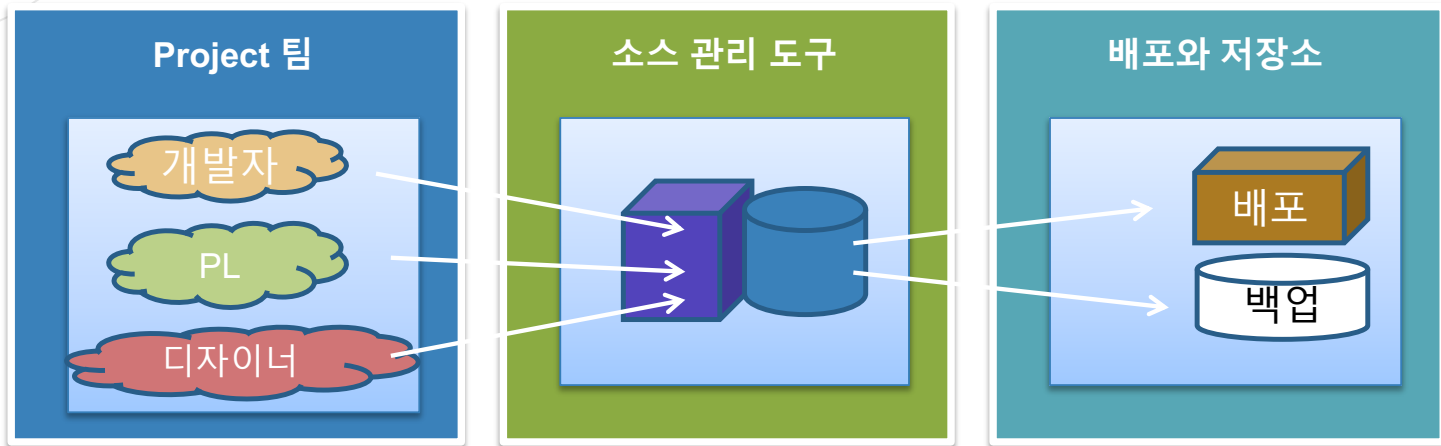 Project 팀
소스 관리 도구
배포와 저장소
개발자
PL
디자이너
배포
백업